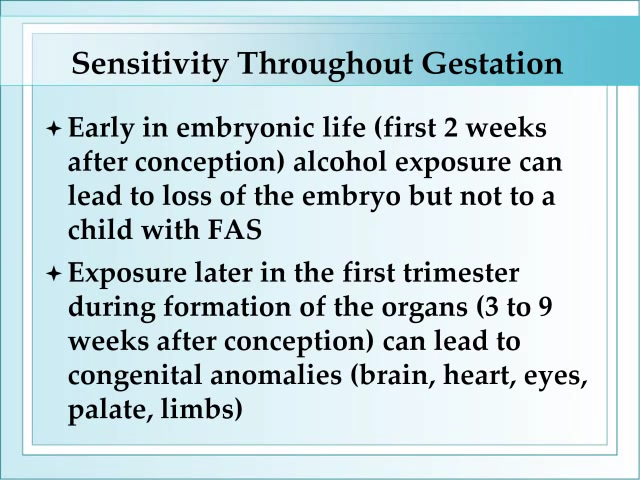 Sensitivity Throughout Gestation
Early in embryonic life (first 2 weeks
after conception) alcohol exposure can
lead to loss of the embryo but not to a
child with FAS
Exposure later in the first trimester
during formation of the organs (3 to 9
weeks after conception) can lead to
congenital anomalies (brain, heart, eyes,
palate, limbs)